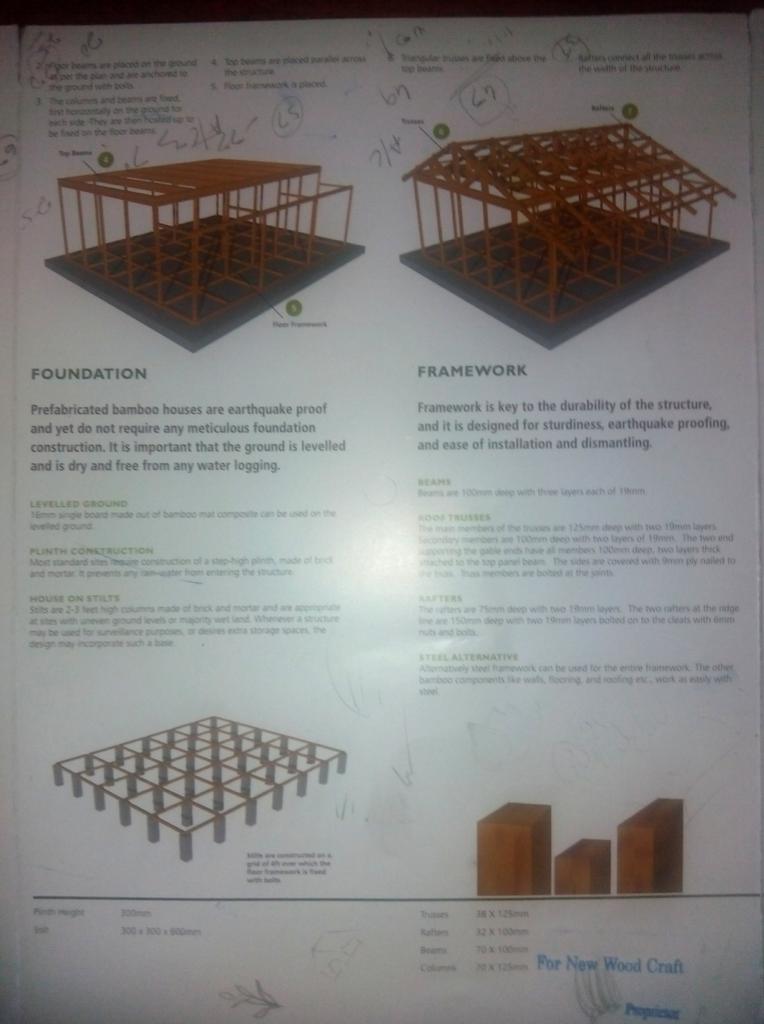 2. Floor beams are placed on the ground
as per the plan and are anchored to
the ground with bolts.
3. The columns and beams are fixed,
first horizontally on the ground for
each side. They are then hoisted up to
be fixed on the floor beams.
4. Top beams are placed parallel across
the structure.
5. Floor framework is placed.
6. Triangular trusses are fixed above the
top beams.
Rafters connect all the trusses across
the width of the structure.
Top Beams 4
5
Floor Framework
Trusses 6
Rafters 7
FOUNDATION
Prefabricated bamboo houses are earthquake proof
and yet do not require any meticulous foundation
construction. It is important that the ground is levelled
and is dry and free from any water logging.
LEVELLED GROUND
16mm single board made out of bamboo mat composite can be used on the
levelled ground.
PLINTH CONSTRUCTION
Most standard sites require construction of a step-high plinth, made of brick
and mortar. It prevents any rain-water from entering the structure.
HOUSE ON STILTS
Stilts are 2-3 feet high columns made of brick and mortar and are appropriate
at sites with uneven ground levels or majority wet land. Whenever a structure
may be used for surveillance purposes, or desires extra storage spaces, the
design may incorporate such a base.
Stilts are constructed on a
grid of 4ft over which the
floor framework is fixed
with bolts
Plinth Height 300mm
Stilt 300 x 300 x 600mm
FRAMEWORK
Framework is key to the durability of the structure,
and it is designed for sturdiness, earthquake proofing,
and ease of installation and dismantling.
BEAMS
Beams are 100mm deep with three layers each of 19mm.
ROOF TRUSSES
The main members of the trusses are 125mm deep with two 19mm layers.
Secondary members are 100mm deep with two layers of 19mm. The two end
supporting the gable ends have all members 100mm deep, two layers thick
attached to the top panel beam. The sides are covered with 9mm ply nailed to
the truss. Truss members are bolted at the joints.
RAFTERS
The rafters are 75mm deep with two 19mm layers. The two rafters at the ridge
line are 150mm deep with two 19mm layers bolted on to the cleats with 6mm
nuts and bolts.
STEEL ALTERNATIVE
Alternatively steel framework can be used for the entire framework. The other
bamboo components like walls, flooring, and roofing etc., work as easily with
steel.
Trusses 38 X 125mm
Rafters 32 X 100mm
Beams 70 X 100mm
Columns 70 X 125mm
For New Wood Craft
Proprietor